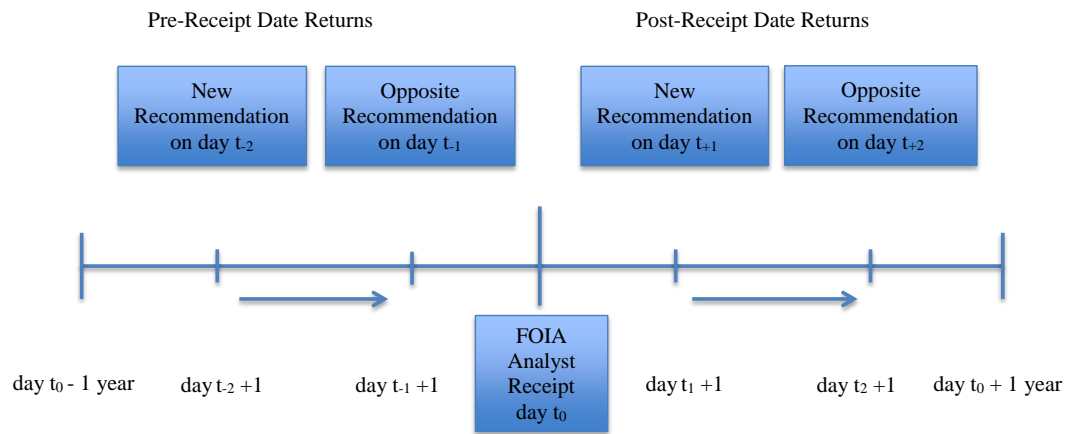 Pre-Receipt Date Returns
Post-Receipt Date Returns
New
Recommendation
on day t-2
Opposite
Recommendation
on day t-1
New
Recommendation
on day t+1
Opposite
Recommendation
on day t+2
FOIA
Analyst
Receipt
day t0
day t0 - 1 year
day t-2 +1
day t-1 +1
day t1 +1
day t2 +1
day t0 + 1 year